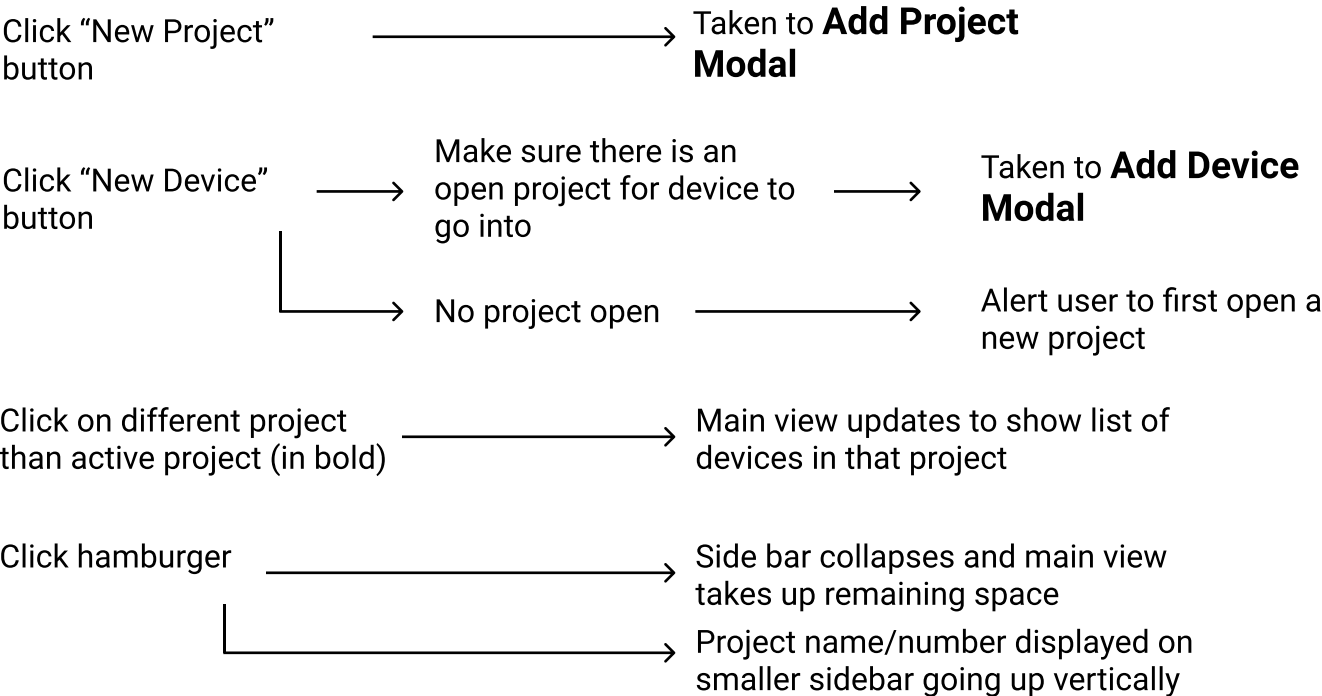 Click “New Project”
button
Taken to Add Project
Modal
Click “New Device”
button
Make sure there is an
open project for device to
go into
Taken to Add Device
Modal
No project open
Alert user to first open a
new project
Click on different project
than active project (in bold)
Main view updates to show list of
devices in that project
Click hamburger
Side bar collapses and main view
takes up remaining space
Project name/number displayed on
smaller sidebar going up vertically